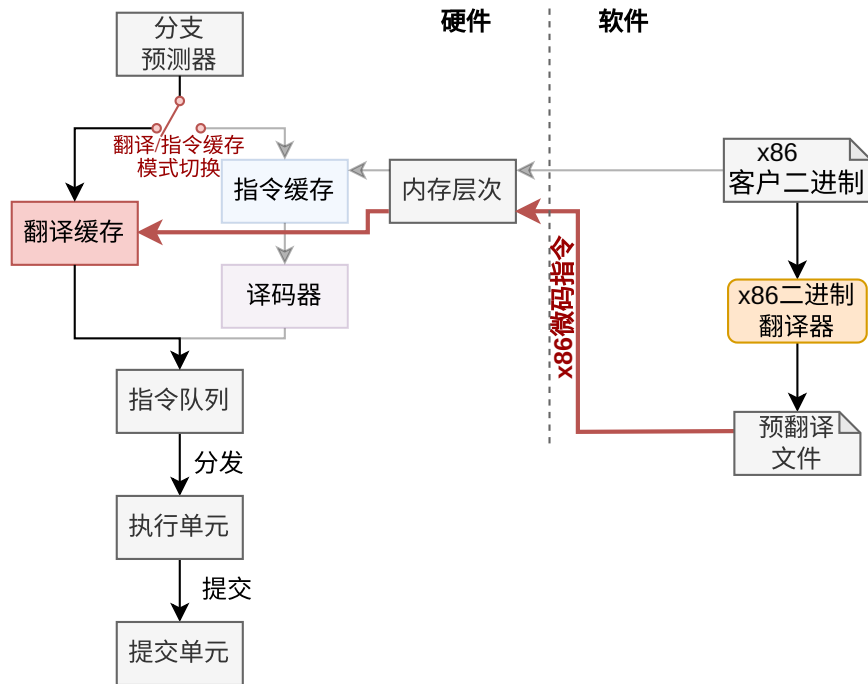 硬件
软件
分支
预测器
翻译/指令缓存
模式切换
指令缓存
内存层次
x86
客户二进制
翻译缓存
译码器
x86微码指令
x86二进制
翻译器
指令队列
预翻译
文件
分发
执行单元
提交
提交单元